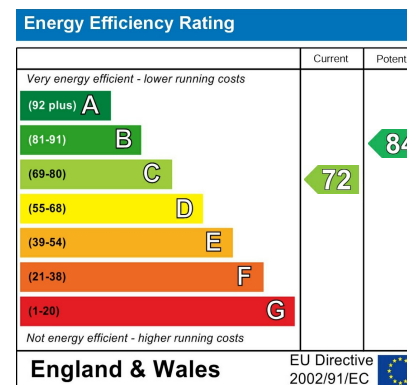 Energy Efficiency Rating
Current Potent
Very energy efficient - lower running costs
(92 plus) A
(81-91) B
84
(69-80) C
72
(55-68) D
(39-54) E
(21-38) F
(1-20) G
Not energy efficient - higher running costs
England & Wales
EU Directive
2002/91/EC